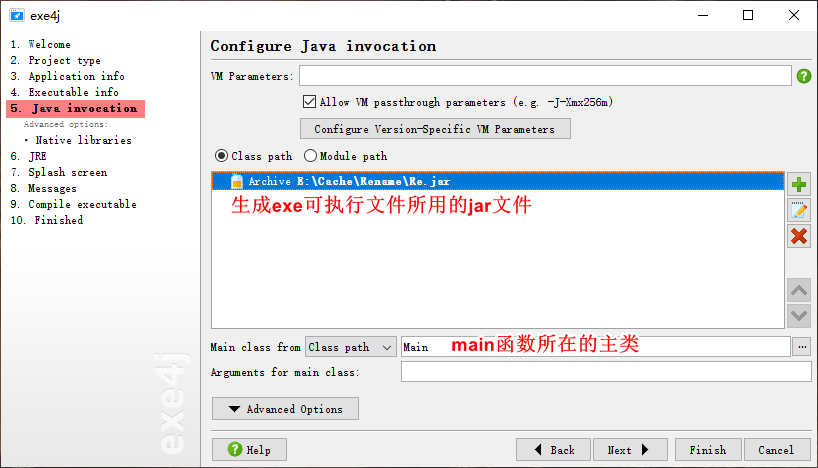 exe4j
1. Welcome
2. Project type
3. Application info
4. Executable info
5. Java invocation
Advanced options:
• Native libraries
6. JRE
7. Splash screen
8. Messages
9. Compile executable
10. Finished
exe4j
Configure Java invocation
VM Parameters:
Allow VM passthrough parameters (e.g. -J-Xmx256m)
Configure Version-Specific VM Parameters
Class path Module path
Archive E:\Cache\Rename\Re.jar
生成exe可执行文件所用的jar文件
Main class from Class path Main main函数所在的主类 ...
Arguments for main class:
Advanced Options
Help Back Next Finish Cancel